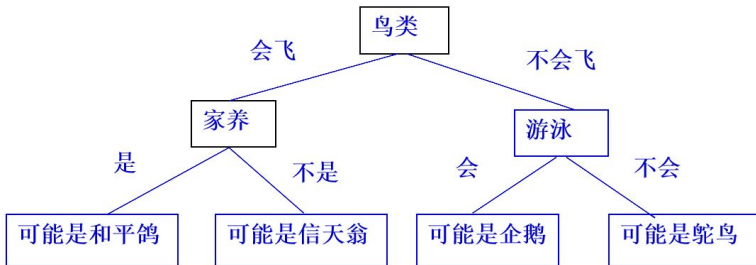 鸟类
会飞
不会飞
家养
游泳
是
不是
会
不会
可能是和平鸽
可能是信天翁
可能是企鹅
可能是鸵鸟